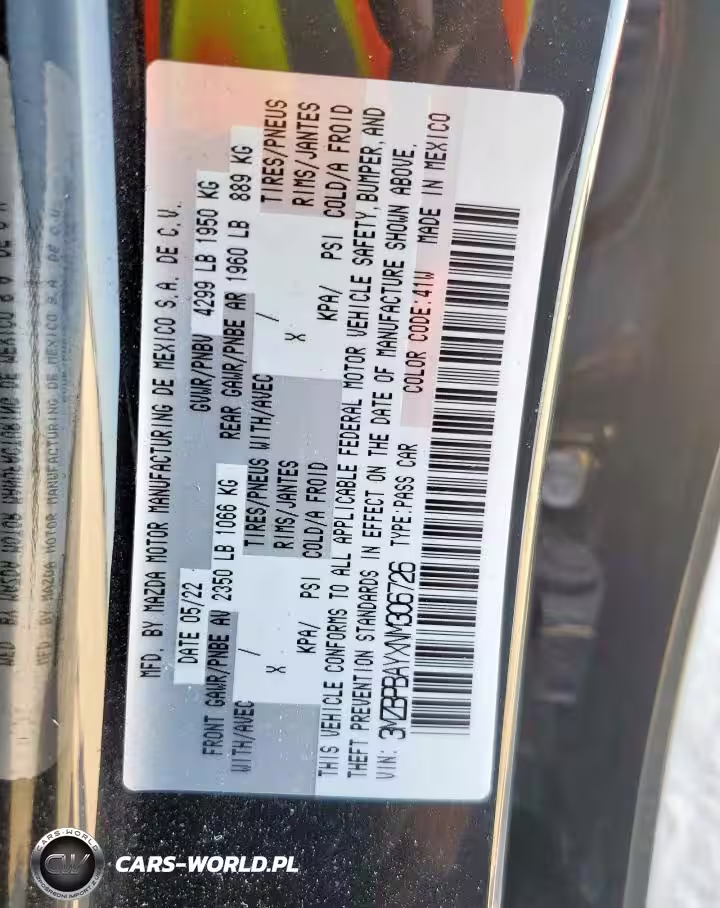 MFD. BY MAZDA MOTOR MANUFACTURING DE MEXICO S.A. DE C.V.
DATE 05/22 GVWR/PNBV 4299 LB 1950 KG
FRONT GAWR/PNBE AV 2350 LB 1066 KG REAR GAWR/PNBE AR 1960 LB 889 KG
WITH/AVEC / TIRES/PNEUS WITH/AVEC / TIRES/PNEUS
X RIMS/JANTES X RIMS/JANTES
KPA/ PSI COLD/A FROID KPA/ PSI COLD/A FROID
THIS VEHICLE CONFORMS TO ALL APPLICABLE FEDERAL MOTOR VEHICLE SAFETY, BUMPER, AND
THEFT PREVENTION STANDARDS IN EFFECT ON THE DATE OF MANUFACTURE SHOWN ABOVE.
VIN: 3MZBPBAYXNM306726 TYPE:PASS CAR COLOR CODE:41W MADE IN MEXICO
CARS-WORLD
CW
CARS-WORLD.PL